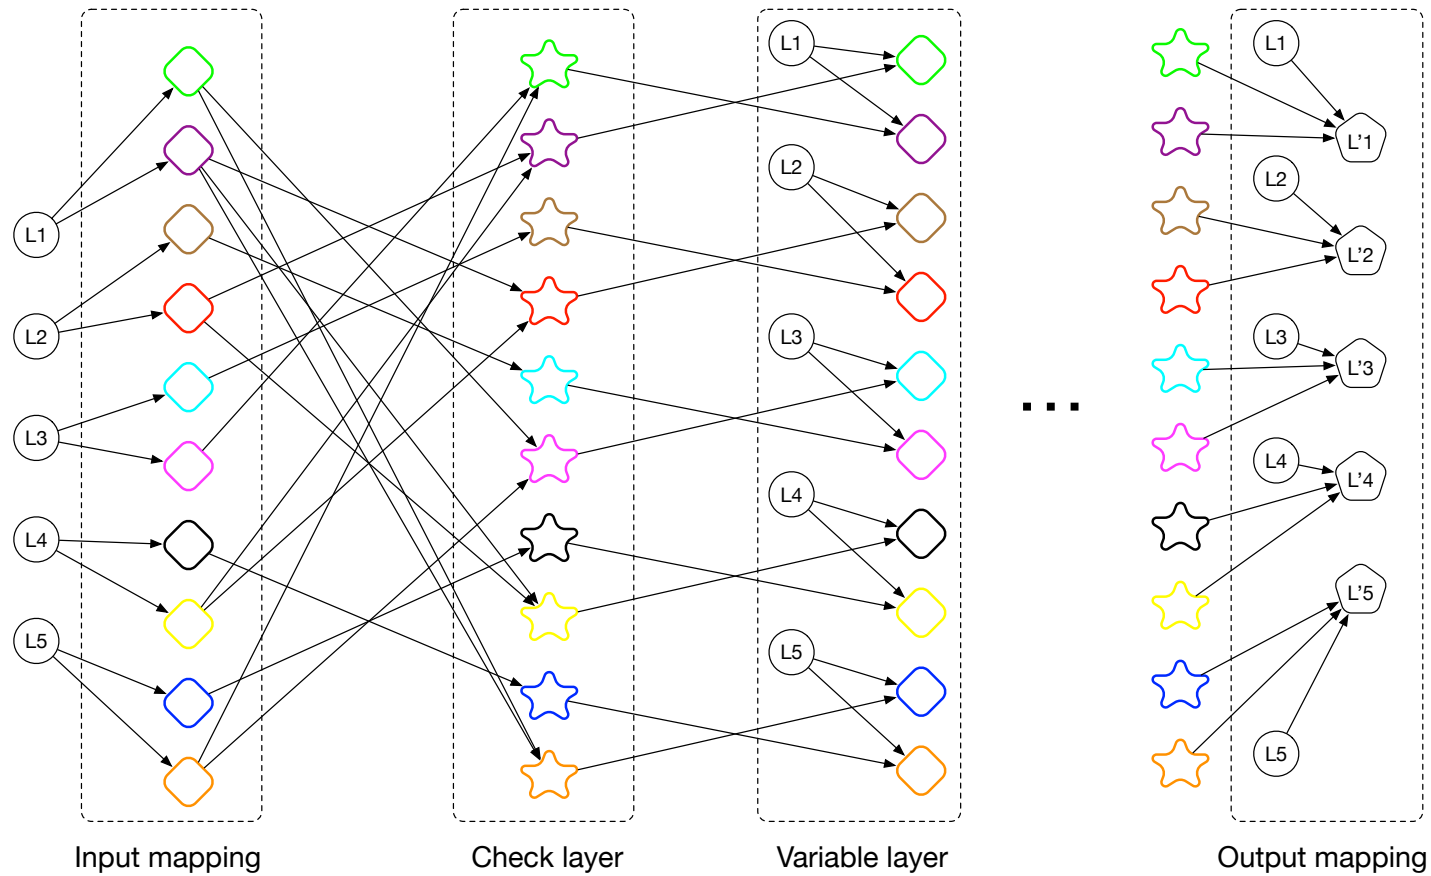 L1
L2
L3
L4
L5
L1
L2
L3
L4
L5
...
L1
L'1
L2
L'2
L3
L'3
L4
L'4
L'5
L5
Input mapping
Check layer
Variable layer
Output mapping